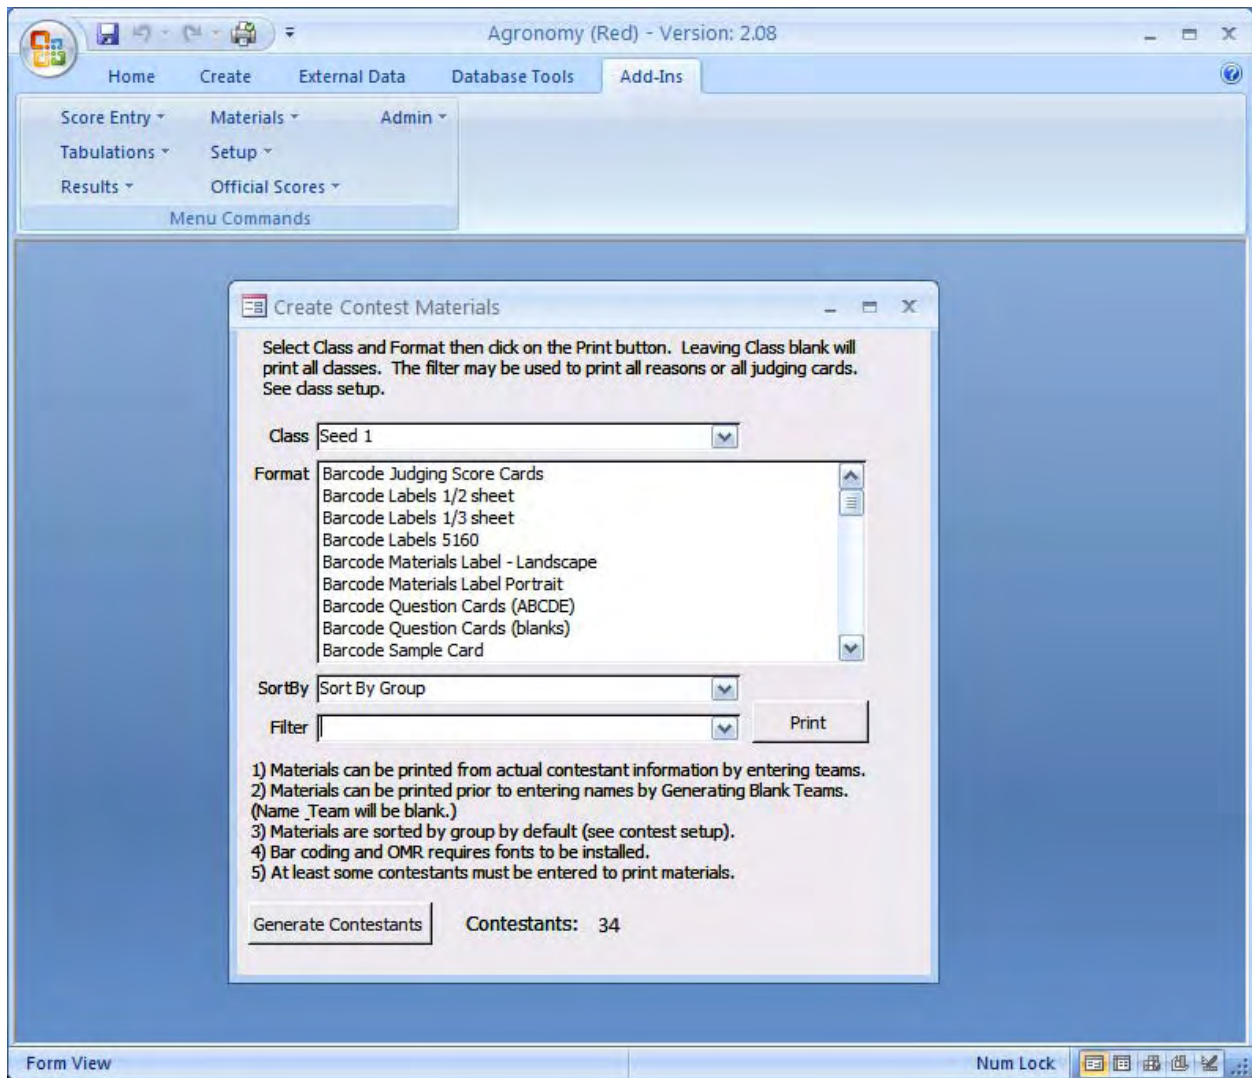 Agronomy (Red) - Version: 2.08
Home Create External Data Database Tools Add-Ins
Score Entry Materials Admin
Tabulations Setup
Results Official Scores
Menu Commands
Create Contest Materials
Select Class and Format then click on the Print button. Leaving Class blank will
print all classes. The filter may be used to print all reasons or all judging cards.
See class setup.
Class Seed 1
Format Barcode Judging Score Cards
Barcode Labels 1/2 sheet
Barcode Labels 1/3 sheet
Barcode Labels 5160
Barcode Materials Label - Landscape
Barcode Materials Label Portrait
Barcode Question Cards (ABCDE)
Barcode Question Cards (blanks)
Barcode Sample Card
SortBy Sort By Group
Filter
Print
1) Materials can be printed from actual contestant information by entering teams.
2) Materials can be printed prior to entering names by Generating Blank Teams.
(Name _Team will be blank.)
3) Materials are sorted by group by default (see contest setup).
4) Bar coding and OMR requires fonts to be installed.
5) At least some contestants must be entered to print materials.
Generate Contestants Contestants: 34
Form View Num Lock